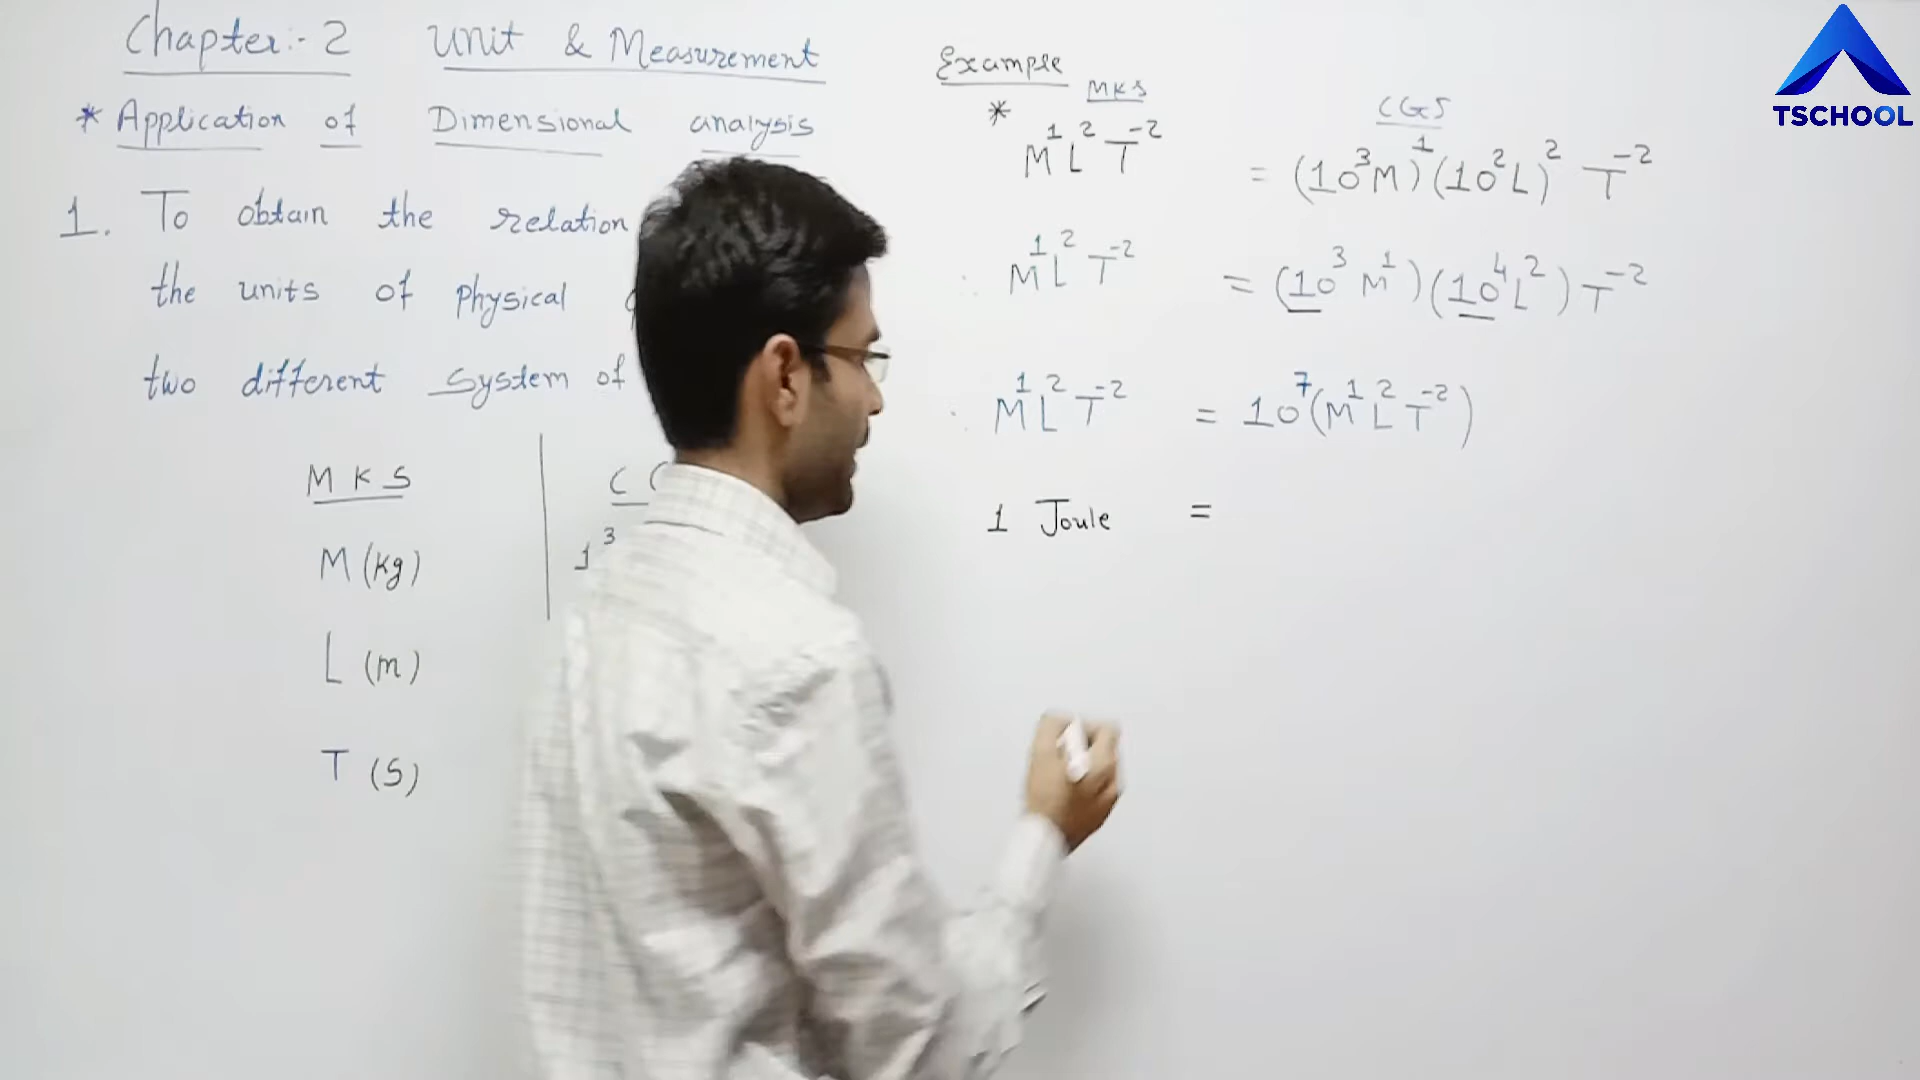 Chapter:- 2 Unit & Measurement
* Application of Dimensional analysis
1. To obtain the relation
the units of physical
two different system of
MKS
M (kg)
L (m)
T (S)
1³
Example
* MKS
M¹L²T⁻² = (10³M)¹(10²L)² T⁻²
CGS
M¹L²T⁻² = (10³M¹)(10⁴L²) T⁻²
∴ M¹L²T⁻² = 10⁷(M¹L²T⁻²)
1 Joule =
TSCHOOL